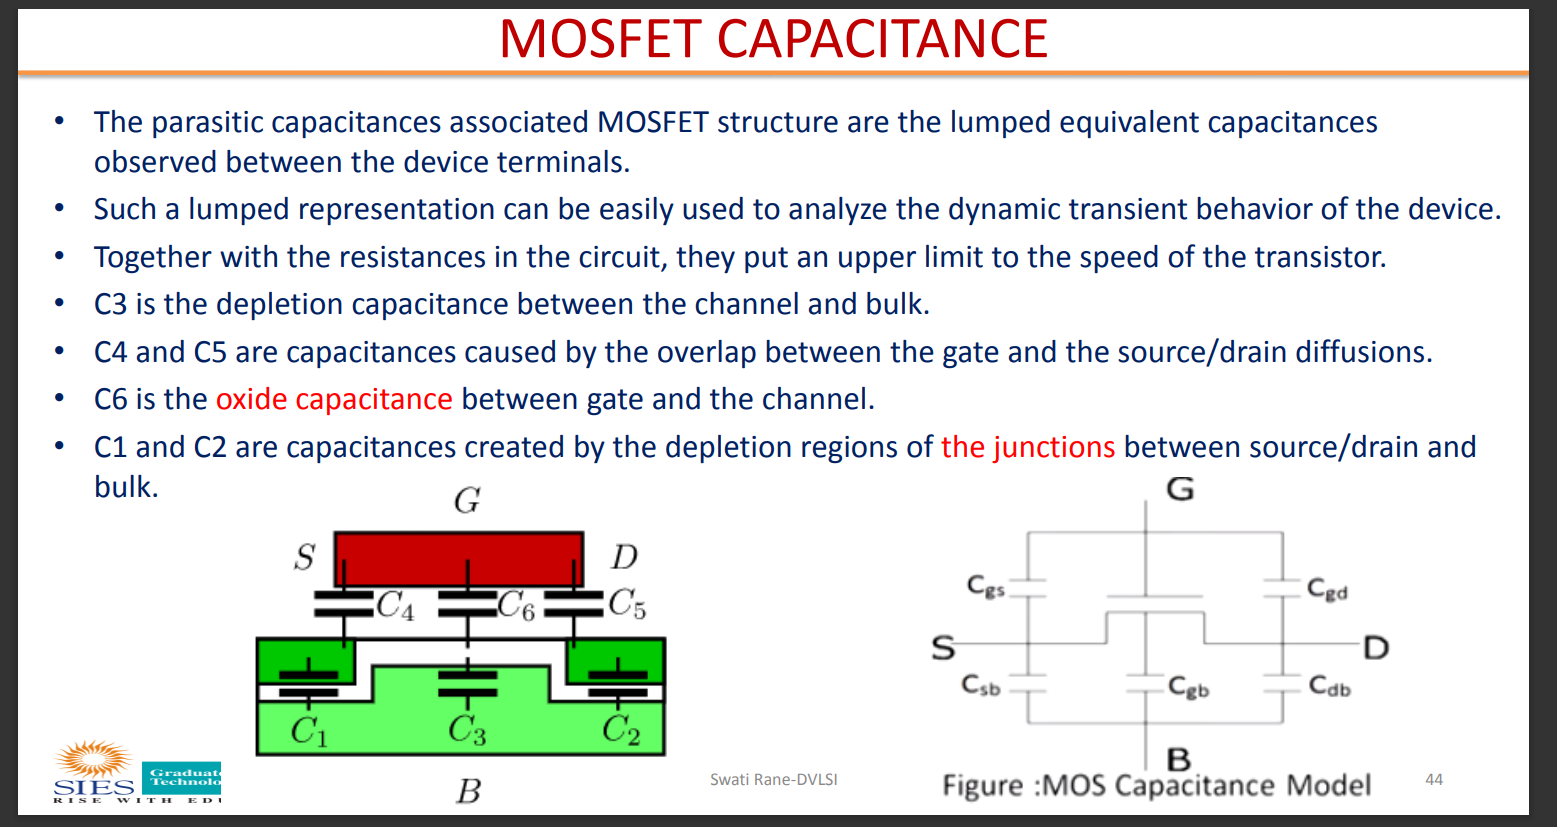 MOSFET CAPACITANCE
• The parasitic capacitances associated MOSFET structure are the lumped equivalent capacitances
observed between the device terminals.
• Such a lumped representation can be easily used to analyze the dynamic transient behavior of the device.
• Together with the resistances in the circuit, they put an upper limit to the speed of the transistor.
• C3 is the depletion capacitance between the channel and bulk.
• C4 and C5 are capacitances caused by the overlap between the gate and the source/drain diffusions.
• C6 is the oxide capacitance between gate and the channel.
• C1 and C2 are capacitances created by the depletion regions of the junctions between source/drain and
bulk.
G
S D
C4 C6 C5
C1 C3 C2
B
G
Cgs Cgd
S D
Csb Cgb Cdb
B
Figure :MOS Capacitance Model
SIES
RISE WITH EDU
Graduat
Technolo
Swati Rane-DVLSI
44